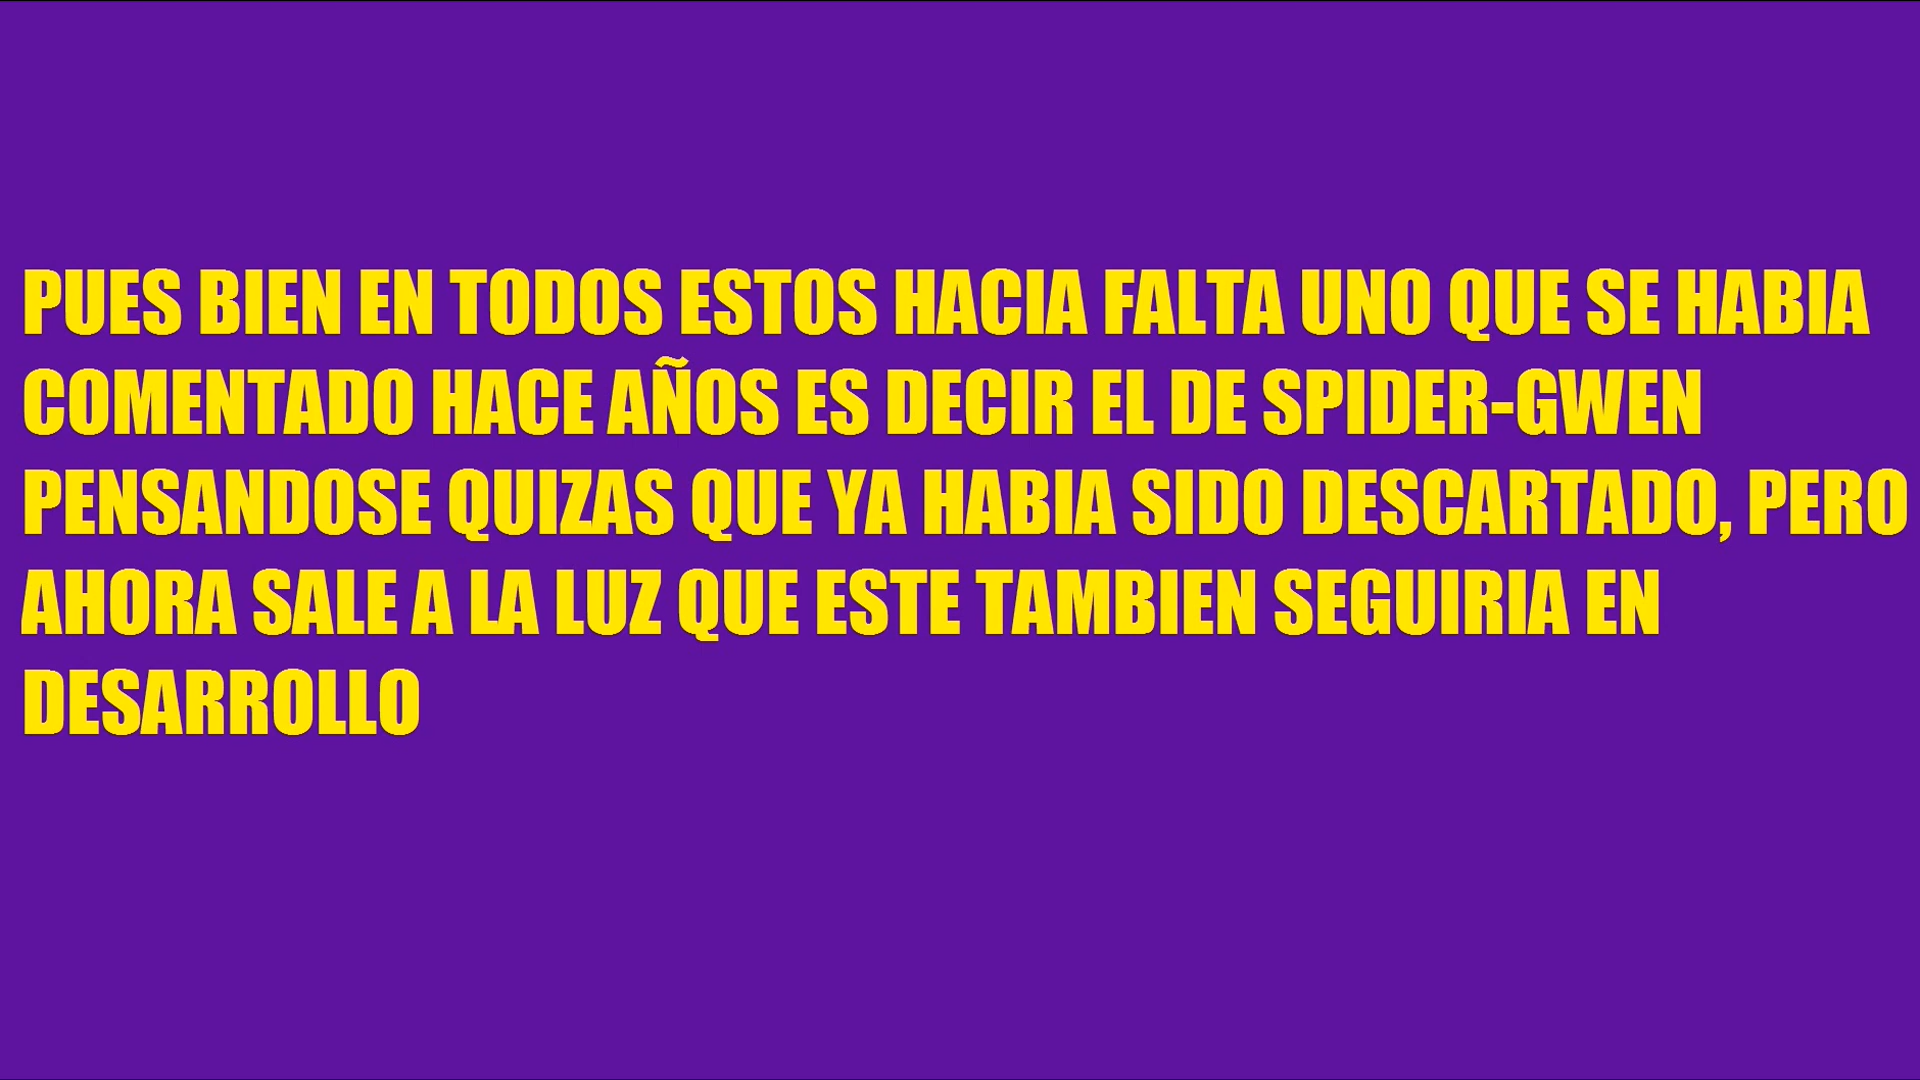 PUES BIEN EN TODOS ESTOS HACIA FALTA UNO QUE SE HABIA
COMENTADO HACE AÑOS ES DECIR EL DE SPIDER-GWEN
PENSANDOSE QUIZAS QUE YA HABIA SIDO DESCARTADO, PERO
AHORA SALE A LA LUZ QUE ESTE TAMBIEN SEGUIRIA EN
DESARROLLO